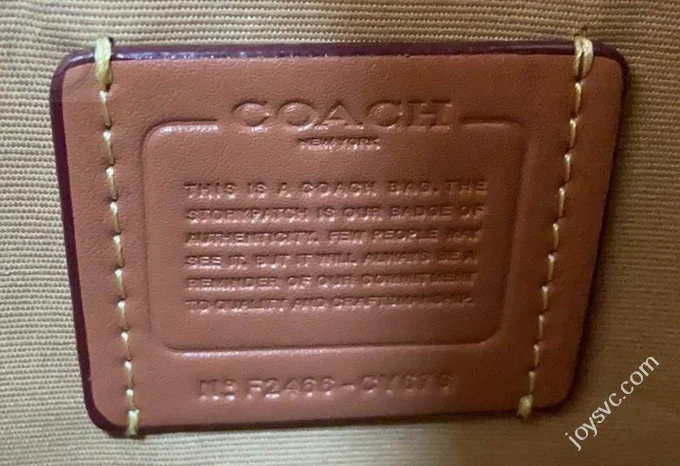 COACH
NEW YORK
THIS IS A COACH BAG. THE
STORYPATCH IS OUR BADGE OF
AUTHENTICITY. FEW PEOPLE MAY
SEE IT, BUT IT WILL ALWAYS BE A
REMINDER OF OUR COMMITMENT
TO QUALITY AND CRAFTSMANSHIP.
F2466-
joysvc.com